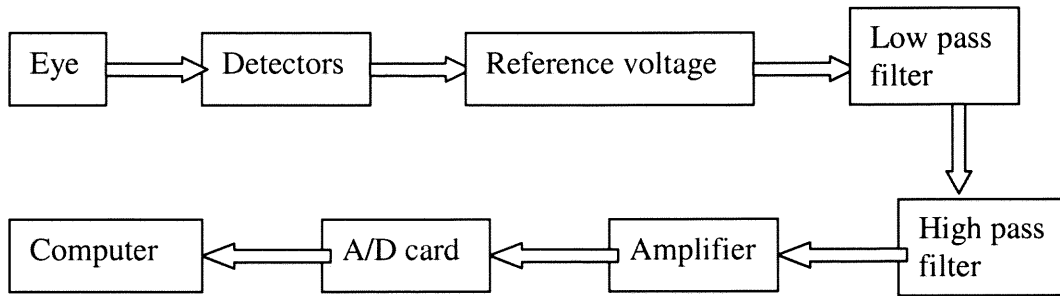 Eye
Detectors
Reference voltage
Low pass
filter
High pass
filter
Amplifier
A/D card
Computer